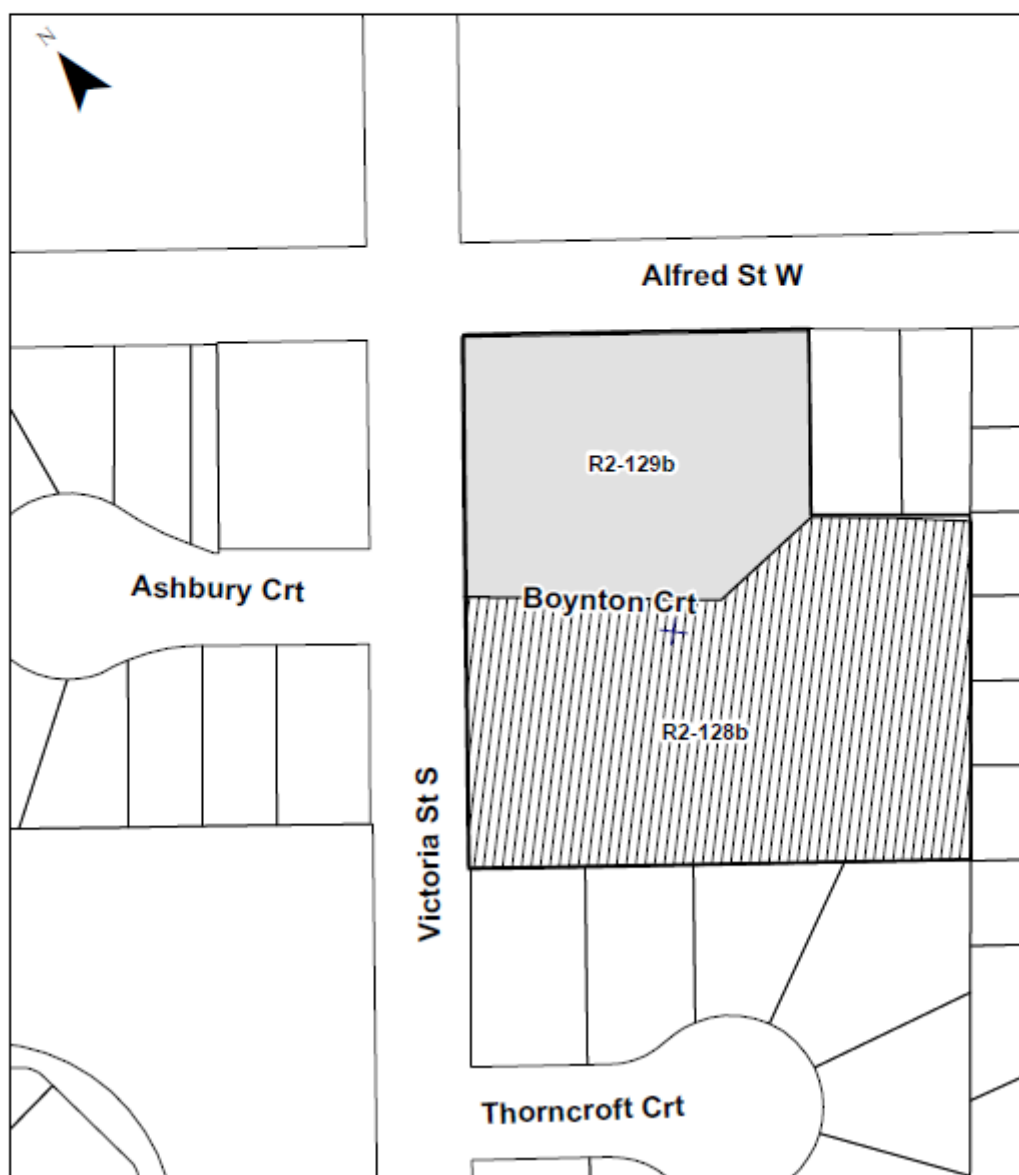 N
Alfred St W
R2-129b
Ashbury Crt
Boynton Crt
R2-128b
Victoria St S
Thorncroft Crt